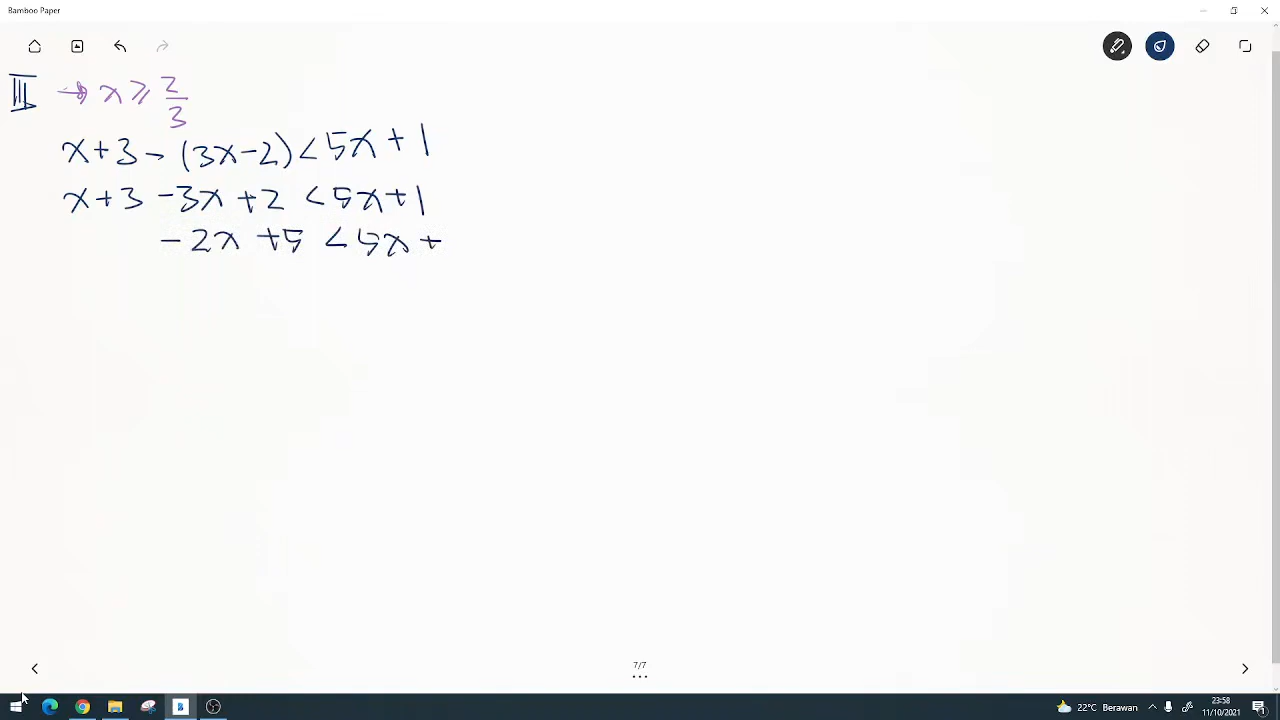 Bamboo Paper
III → x ≥ 2/3
x + 3 - (3x - 2) < 5x + 1
x + 3 - 3x + 2 < 5x + 1
- 2x + 5 < 5x +
7/7
22°C Berawan
23:58
11/10/2021